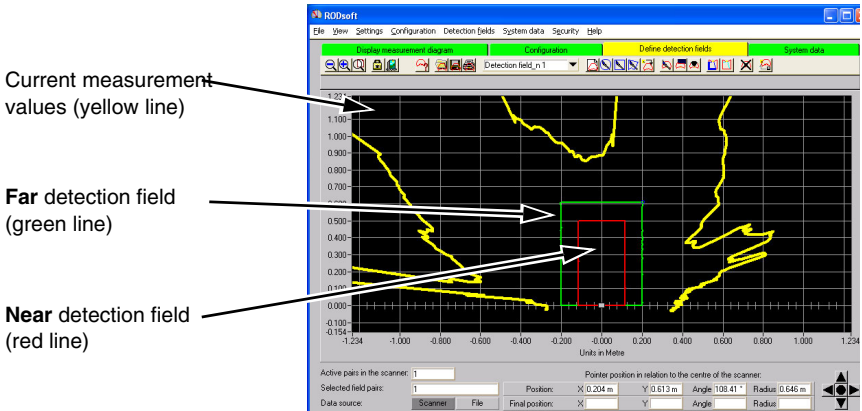 RODsoft
File View Settings Configuration Detection fields System data Security Help
Display measurement diagram Configuration Define detection fields System data
Detection field_n 1
Current measurement
values (yellow line)
Far detection field
(green line)
Near detection field
(red line)
1.234
1.100
1.000
0.900
0.800
0.700
0.500
0.400
0.300
0.200
0.100
0.000
-0.100
-0.154
-1.234 -1.000 -0.800 -0.600 -0.400 -0.200 -0.000 0.200 0.400 0.600 0.800 1.000 1.234
Units in Metre
Active pairs in the scanner: 1 Pointer position in relation to the centre of the scanner:
Selected field pairs: 1 Position: X 0.204 m Y 0.613 m Angle 108.41 ° Radius 0.646 m
Data source: Scanner File Final position: X Y Angle Radius